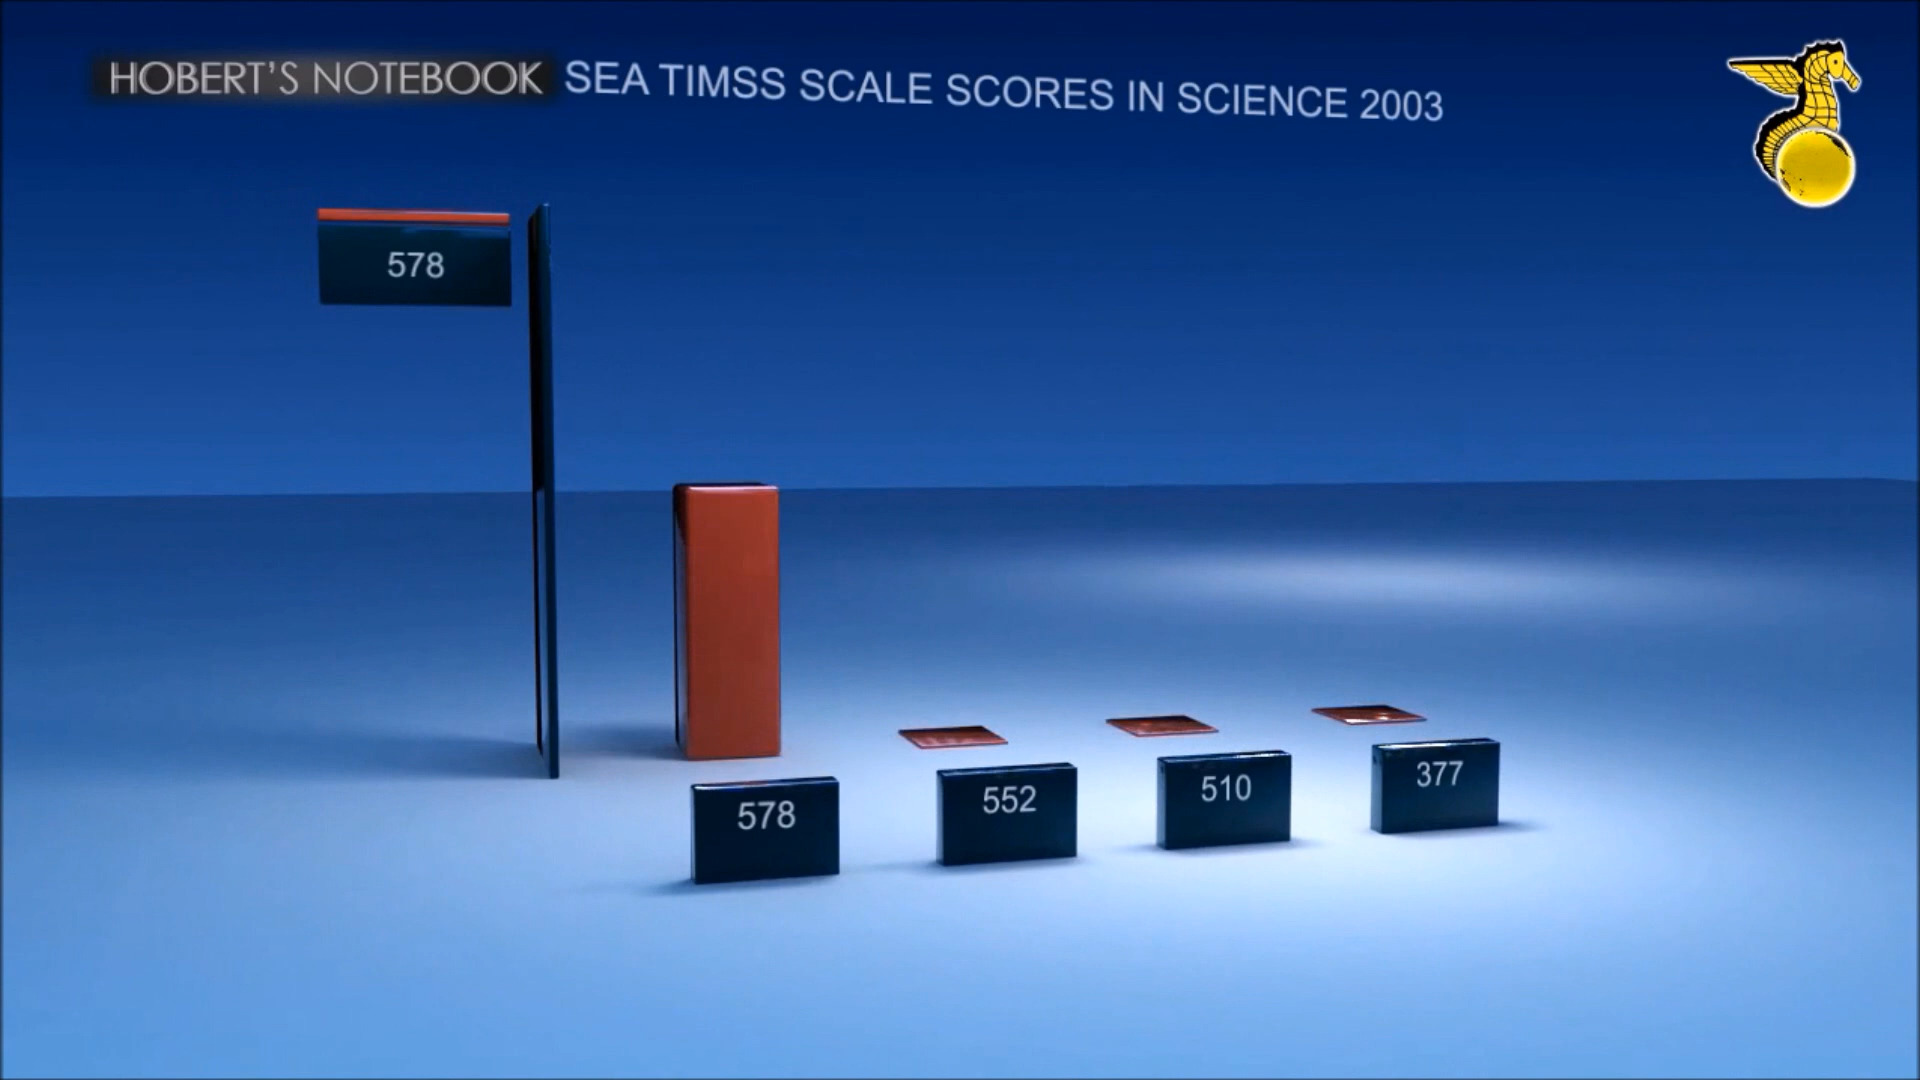 HOBERT'S NOTEBOOK SEA TIMSS SCALE SCORES IN SCIENCE 2003
578
578 552 510 377